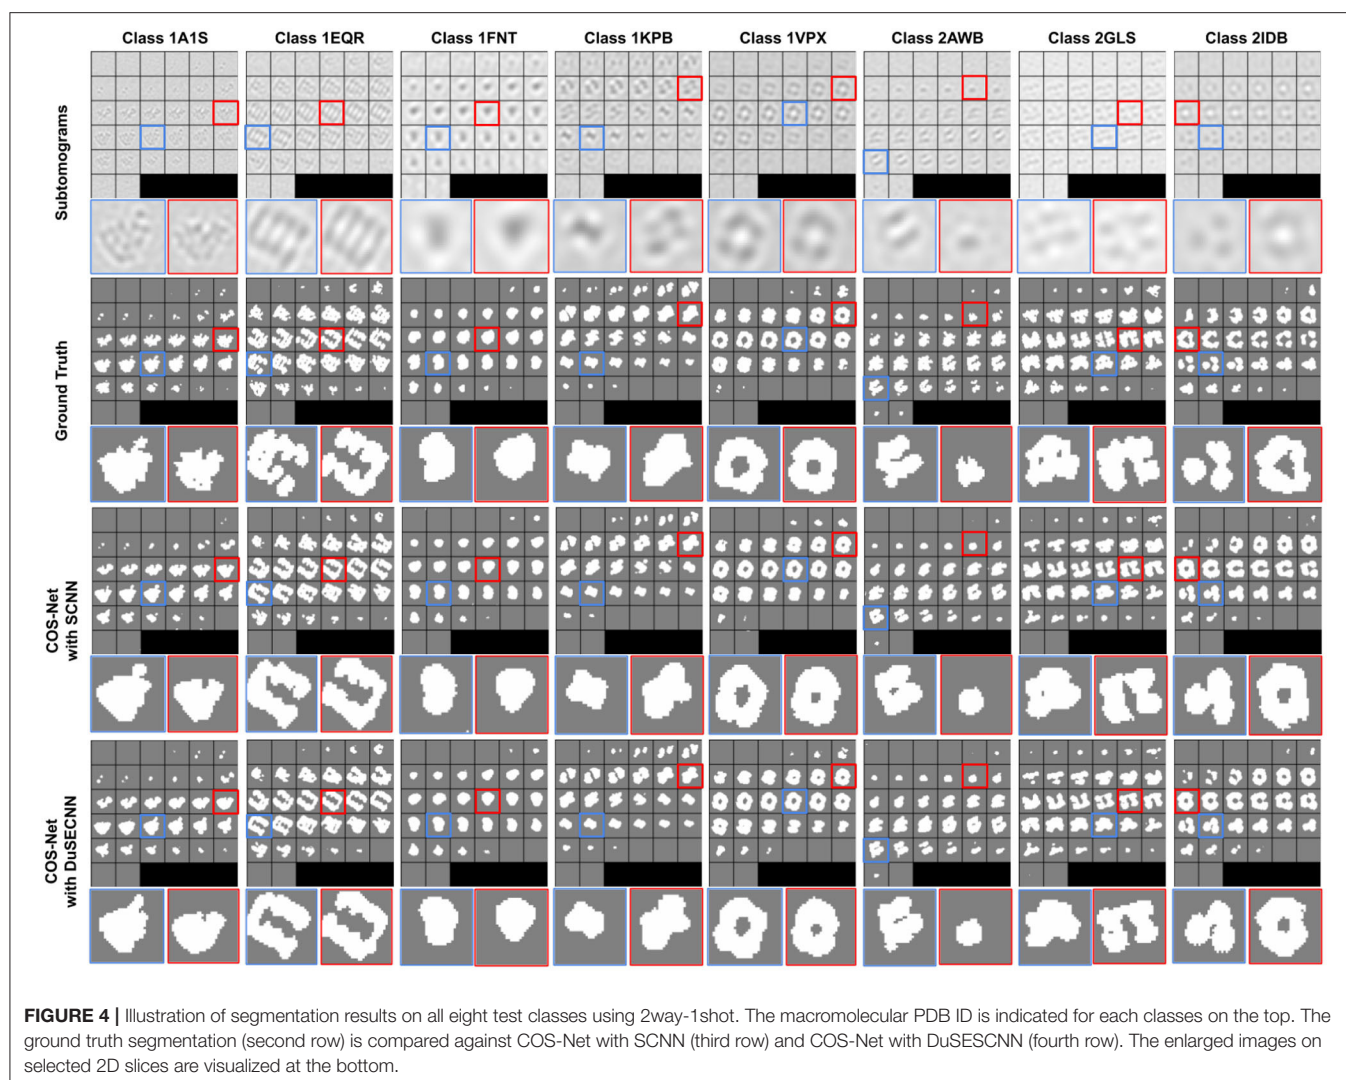 Class 1A1S Class 1EQR Class 1FNT Class 1KPB Class 1VPX Class 2AWB Class 2GLS Class 2IDB
Subtomograms
Ground Truth
COS-Net
with SCNN
COS-Net
with DuSECNN
FIGURE 4 | Illustration of segmentation results on all eight test classes using 2way-1shot. The macromolecular PDB ID is indicated for each classes on the top. The
ground truth segmentation (second row) is compared against COS-Net with SCNN (third row) and COS-Net with DuSESCNN (fourth row). The enlarged images on
selected 2D slices are visualized at the bottom.